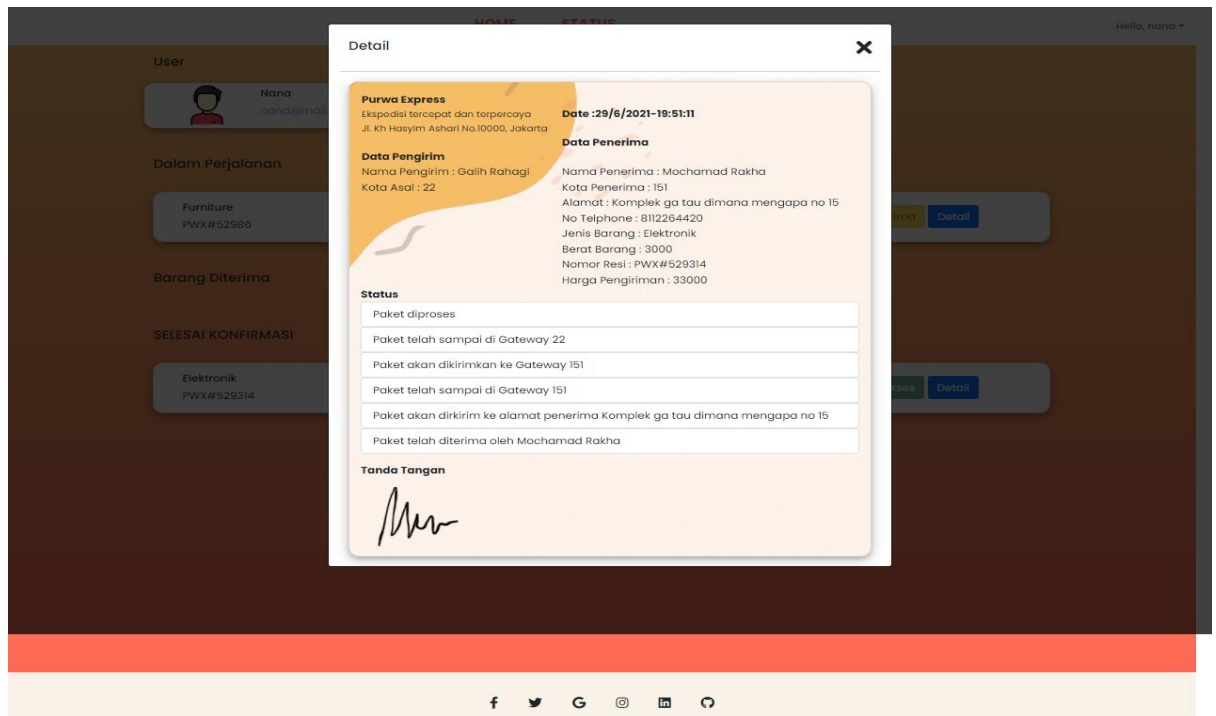 HOME STATUS
Hello, nana
Detail
User
Nana
Purwa Express
Ekspedisi tercepat dan terpercaya
Jl. Kh Hasyim Ashari No.10000, Jakarta
Date :29/6/2021-19:51:11
Data Pengirim
Nama Pengirim : Galih Rahagi
Kota Asal : 22
Data Penerima
Nama Penerima : Mochamad Rakha
Kota Penerima : 151
Alamat : Komplek ga tau dimana mengapa no 15
No Telphone : 8112264420
Jenis Barang : Elektronik
Berat Barang : 3000
Nomor Resi : PWX#529314
Harga Pengiriman : 33000
Status
Paket diproses
Paket telah sampai di Gateway 22
Paket akan dikirimkan ke Gateway 151
Paket telah sampai di Gateway 151
Paket akan dirkirim ke alamat penerima Komplek ga tau dimana mengapa no 15
Paket telah diterima oleh Mochamad Rakha
Tanda Tangan
Dalam Perjalanan
Furniture
PWX#52986
Detail
Barang Diterima
SELESAI KONFIRMASI
Elektronik
PWX#529314
Detail